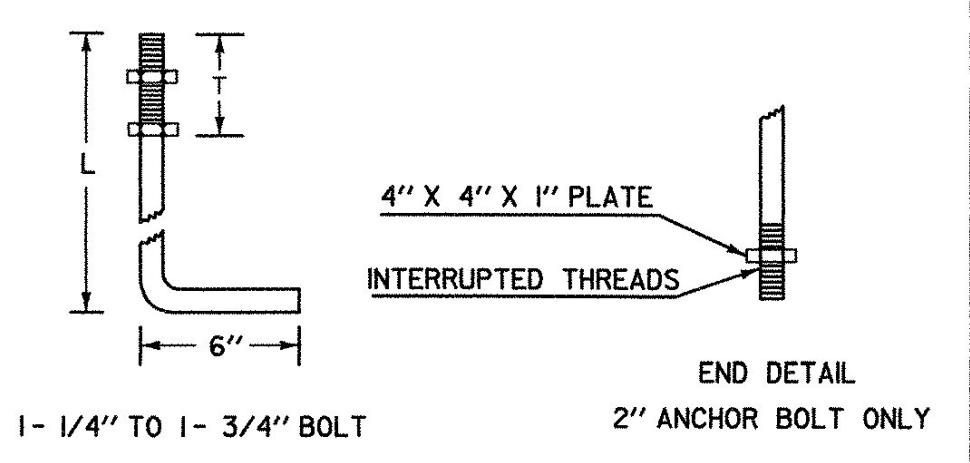 L
T
6"
1- 1/4" TO 1- 3/4" BOLT
4" X 4" X 1" PLATE
INTERRUPTED THREADS
END DETAIL
2" ANCHOR BOLT ONLY